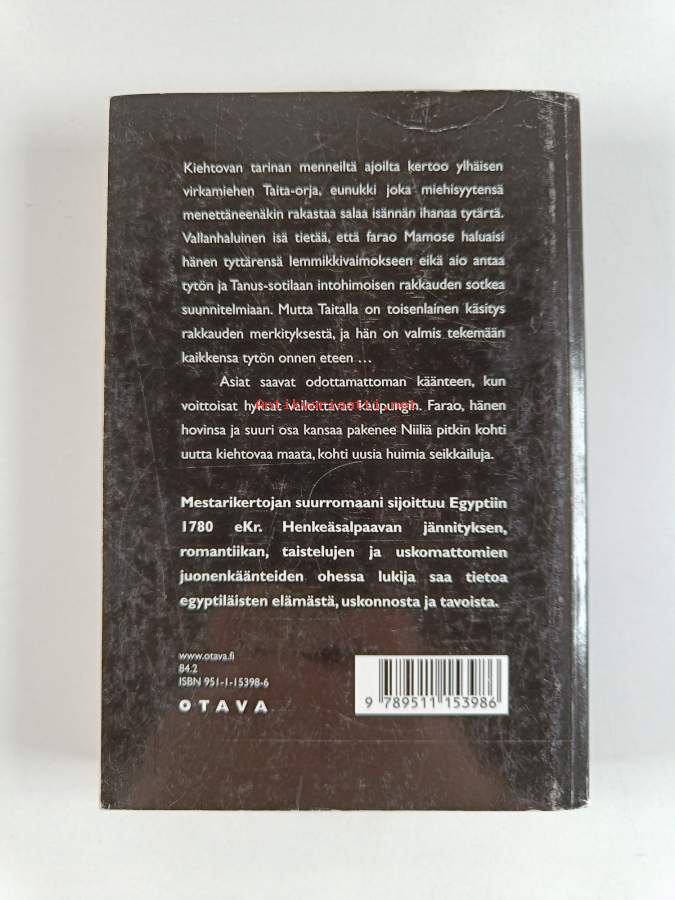 Kiehtovan tarinan menneiltä ajoilta kertoo ylhäisen
virkamiehen Taita-orja, eunukki joka miehisyytensä
menettäneenäkin rakastaa salaa isännän ihanaa tytärtä.
Vallanhaluinen isä tietää, että farao Mamose haluaisi
hänen tyttärensä lemmikkivaimokseen eikä aio antaa
tytön ja Tanus-sotilaan intohimoisen rakkauden sotkea
suunnitelmiaan. Mutta Taitalla on toisenlainen käsitys
rakkauden merkityksestä, ja hän on valmis tekemään
kaikkensa tytön onnen eteen ...
Asiat saavat odottamattoman käänteen, kun
voittoisat hyksat valloittavat kaupungin. Farao, hänen
hovinsa ja suuri osa kansaa pakenee Niiliä pitkin kohti
uutta kiehtovaa maata, kohti uusia huimia seikkailuja.
Mestarikertojan suurromaani sijoittuu Egyptiin
1780 eKr. Henkeäsalpaavan jännityksen,
romantiikan, taistelujen ja uskomattomien
juonenkäänteiden ohessa lukija saa tietoa
egyptiläisten elämästä, uskonnosta ja tavoista.
www.otava.fi
84.2
ISBN 951-1-15398-6
OTAVA
9 789511 153986